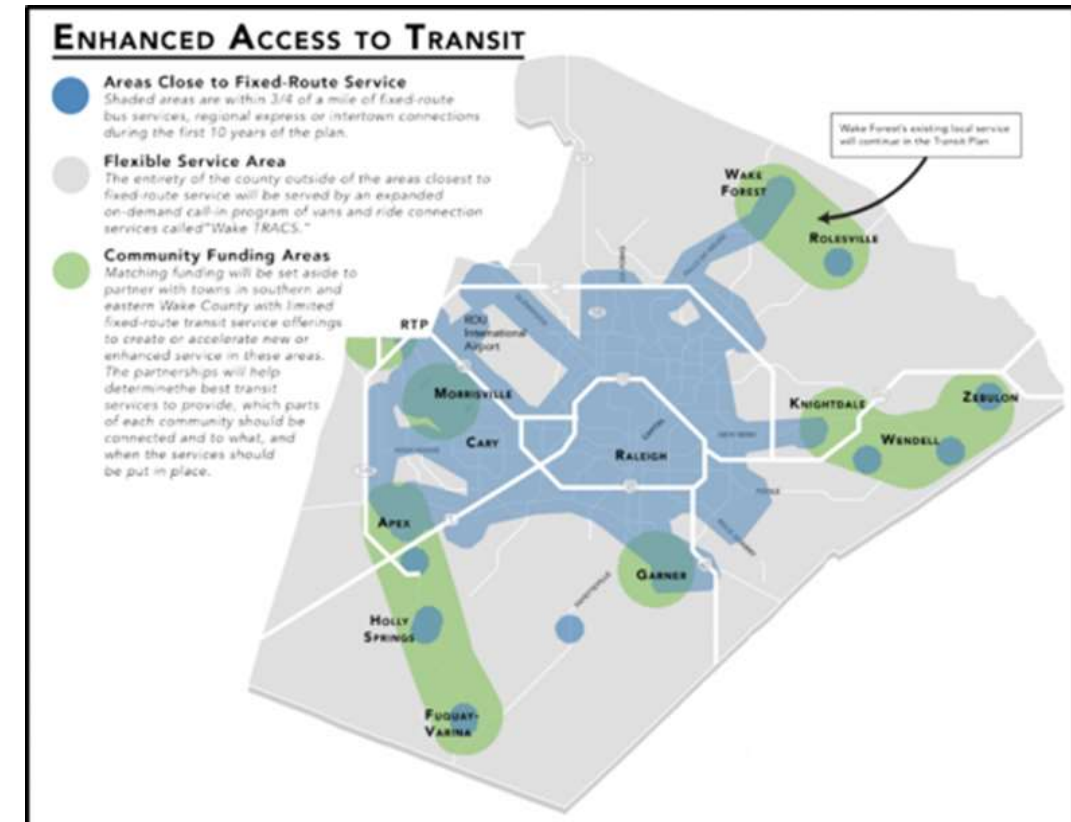 ENHANCED ACCESS TO TRANSIT
Areas Close to Fixed-Route Service
Shaded areas are within 3/4 of a mile of fixed-route
bus services, regional express or intertown connections
during the first 10 years of the plan.
Flexible Service Area
The entirety of the county outside of the areas closest to
fixed-route service will be served by an expanded
on-demand call-in program of vans and ride connection
services called"Wake TRACS."
Community Funding Areas
Matching funding will be set aside to
partner with towns in southern and
eastern Wake County with limited
fixed-route transit service offerings
to create or accelerate new or
enhanced service in these areas.
The partnerships will help
determinethe best transit
services to provide, which parts
of each community should be
connected and to what, and
when the services should
be put in place.
Wake Forest's existing local service
will continue in the Transit Plan
WAKE
FOREST
ROLESVILLE
RTP
RDU
International
Airport
MORRISVILLE
CARY
RALEIGH
CAPITAL
NEW BERN
KNIGHTDALE
ZEBULON
WENDELL
POOLE
APEX
GARNER
HOLLY
SPRINGS
FUQUAY-
VARINA